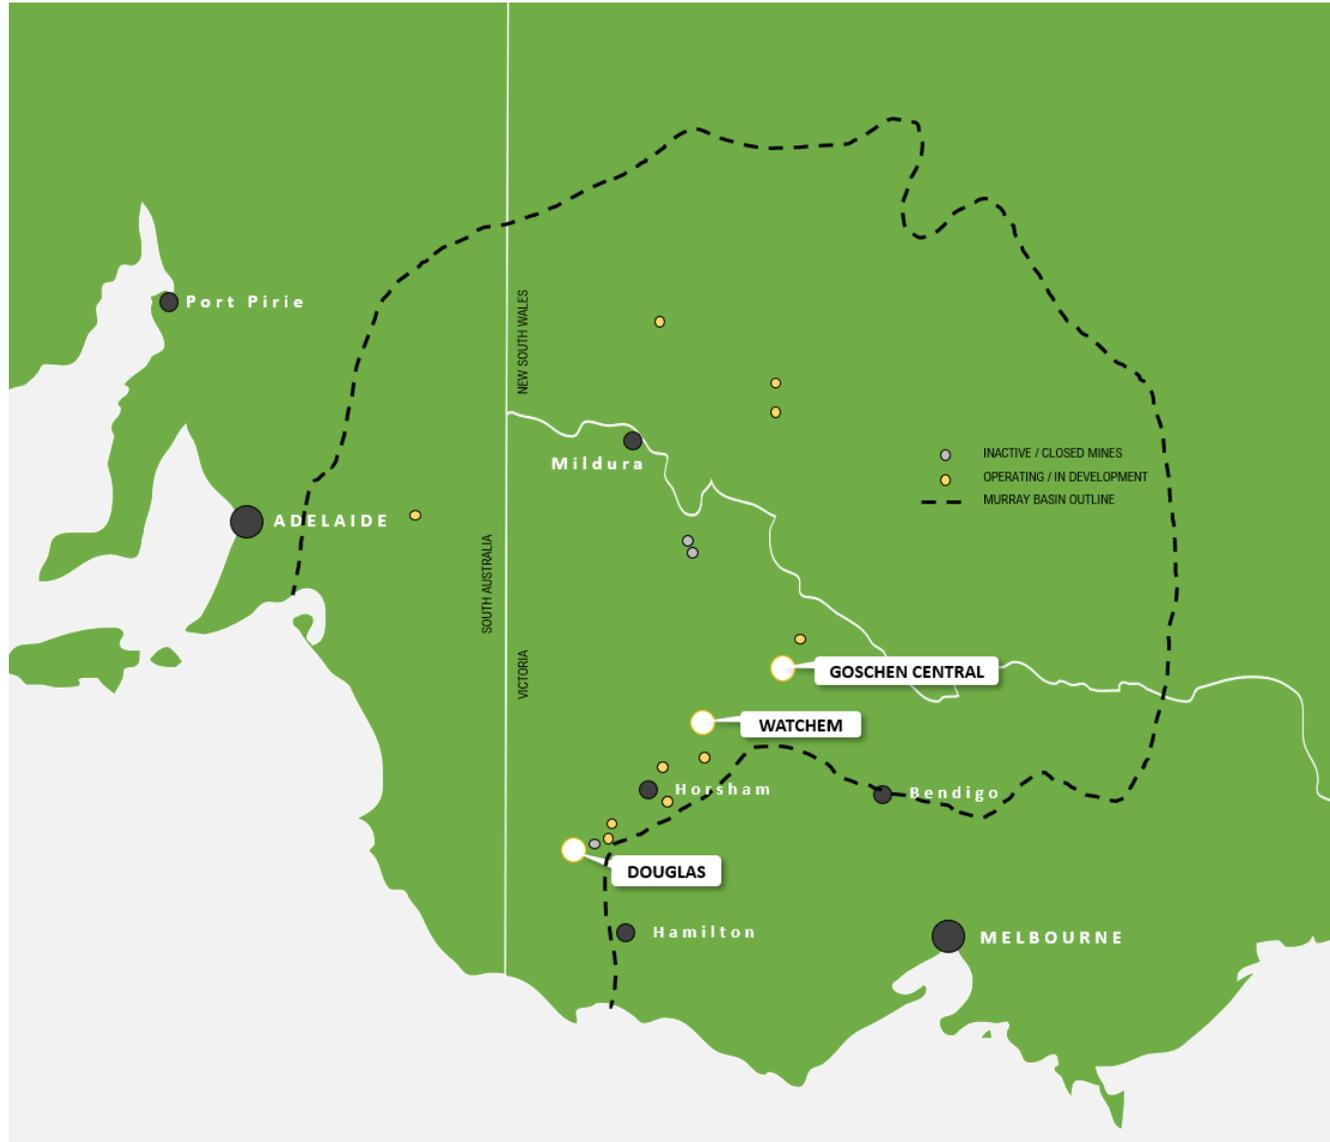 Port Pirie
NEW SOUTH WALES
Mildura
INACTIVE / CLOSED MINES
OPERATING / IN DEVELOPMENT
MURRAY BASIN OUTLINE
ADELAIDE
SOUTH AUSTRALIA
VICTORIA
GOSCHEN CENTRAL
WATCHEM
Horsham
Bendigo
DOUGLAS
Hamilton
MELBOURNE